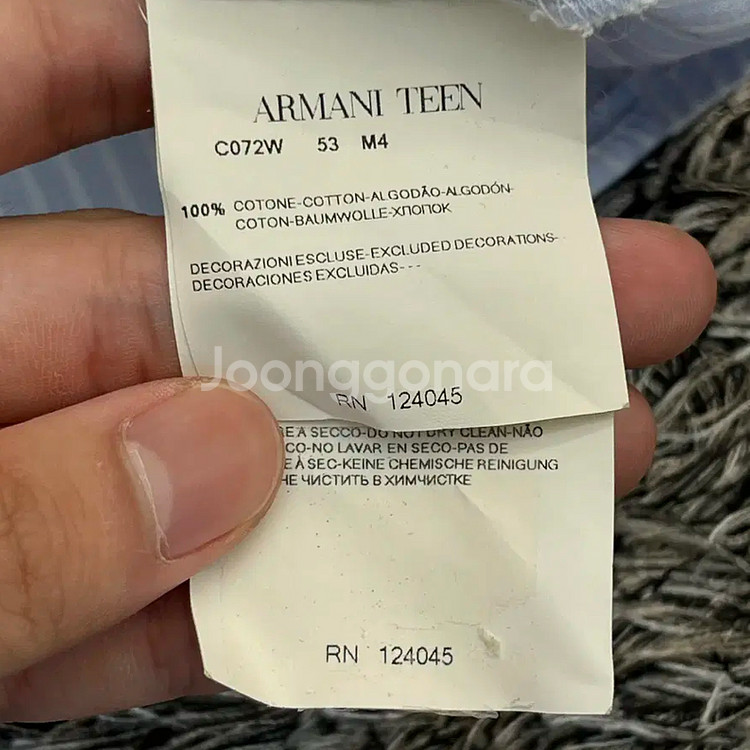 ARMANI TEEN
C072W 53 M4
100% COTONE-COTTON-ALGODÃO-ALGODÓN-
COTON-BAUMWOLLE-ХЛОПОК
DECORAZIONI ESCLUSE-EXCLUDED DECORATIONS-
DECORACIONES EXCLUIDAS---
Joonggonara
RN 124045
A SECCO-DO NOT DRY CLEAN-NÃO
CO-NO LAVAR EN SECO-PAS DE
À SEC-KEINE CHEMISCHE REINIGUNG
НЕ ЧИСТИТЬ В ХИМЧИСТКЕ
RN 124045